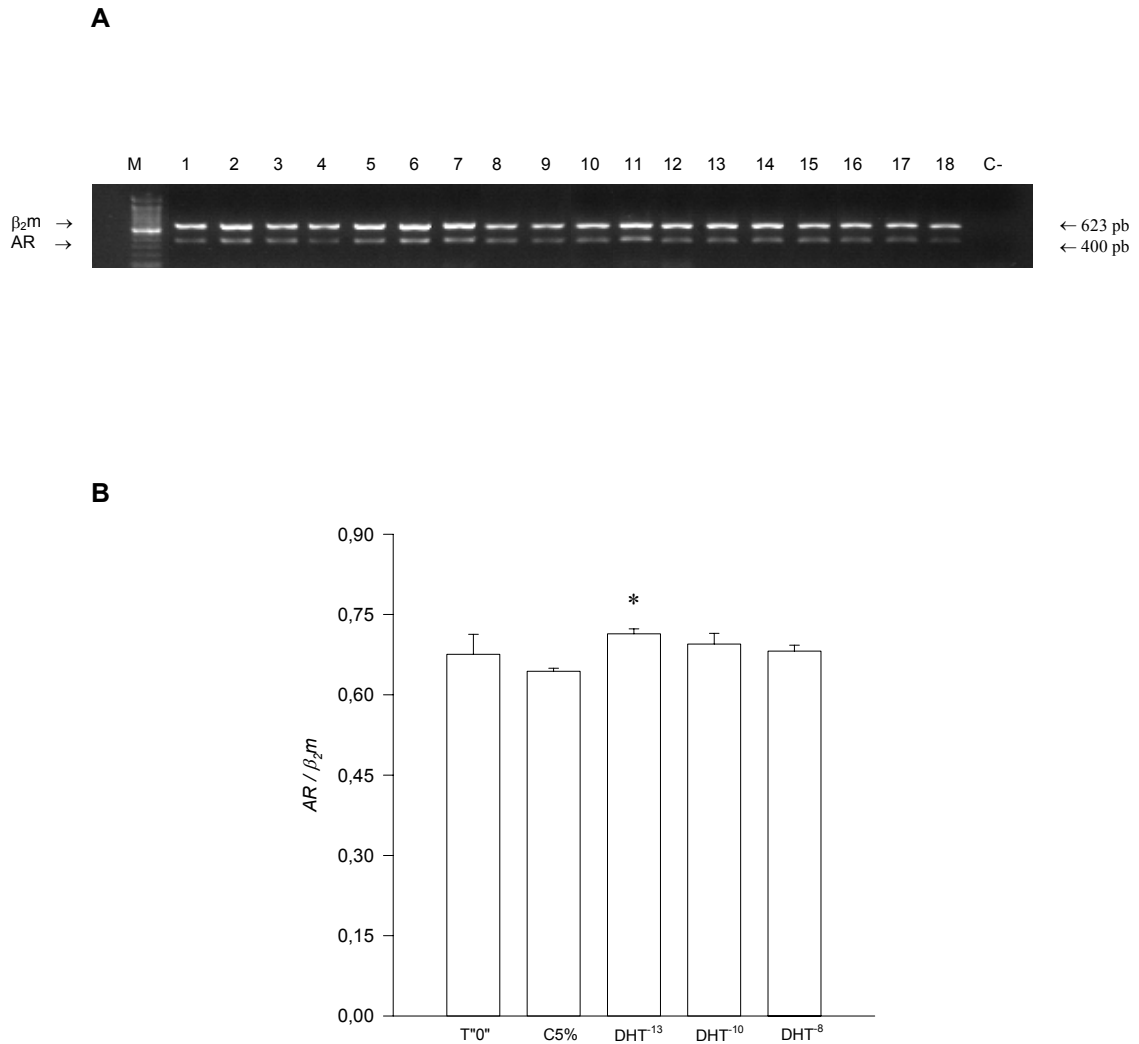 A
M 1 2 3 4 5 6 7 8 9 10 11 12 13 14 15 16 17 18 C-
β₂m → ← 623 pb
AR → ← 400 pb
B
0,90
0,75
*
0,60
0,45
0,30
0,15
0,00
AR / β₂m
T"0" C5% DHT⁻¹³ DHT⁻¹⁰ DHT⁻⁸